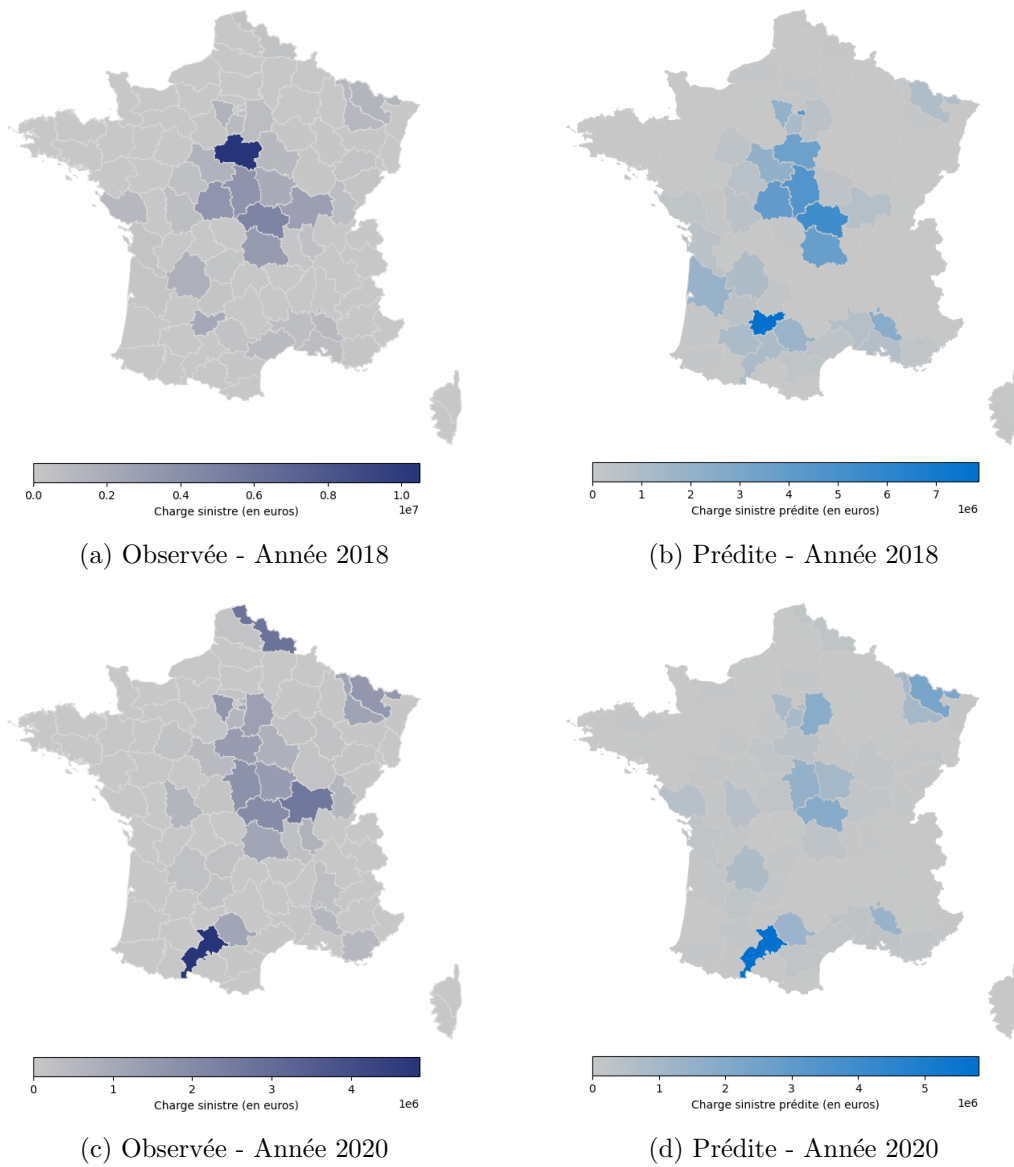 0.0 0.2 0.4 0.6 0.8 1.0
1e7
Charge sinistre (en euros)
(a) Observée - Année 2018
0 1 2 3 4 5 6 7
1e6
Charge sinistre prédite (en euros)
(b) Prédite - Année 2018
0 1 2 3 4
1e6
Charge sinistre (en euros)
(c) Observée - Année 2020
0 1 2 3 4 5
1e6
Charge sinistre prédite (en euros)
(d) Prédite - Année 2020